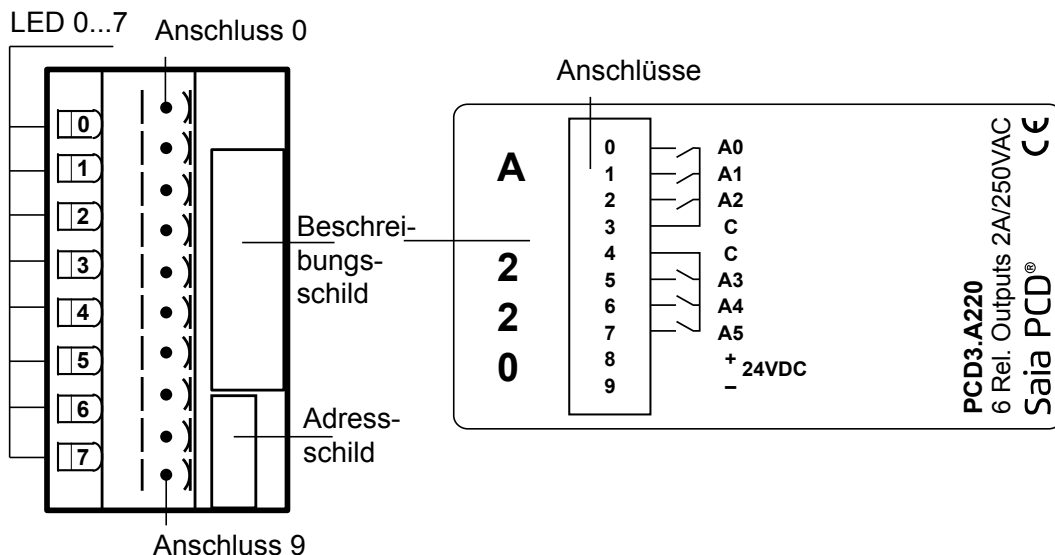 LED 0...7
Anschluss 0
0
1
2
3
4
5
6
7
Beschrei-
bungs-
schild
Adress-
schild
Anschluss 9
Anschlüsse
A
2
2
0
0 A0
1 A1
2 A2
3 C
4 C
5 A3
6 A4
7 A5
8 + 24VDC
9 –
PCD3.A220
6 Rel. Outputs 2A/250VAC
Saia PCD® CE